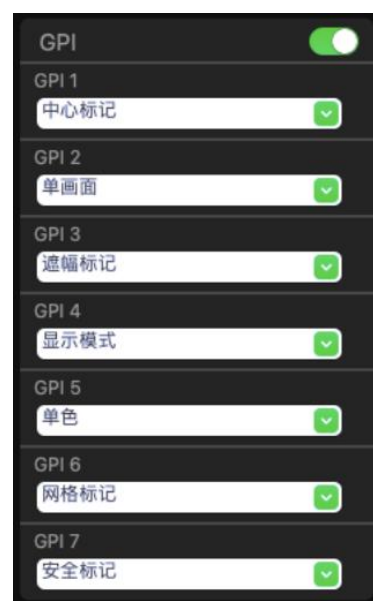 GPI
GPI 1
中心标记
GPI 2
单画面
GPI 3
遮幅标记
GPI 4
显示模式
GPI 5
单色
GPI 6
网格标记
GPI 7
安全标记